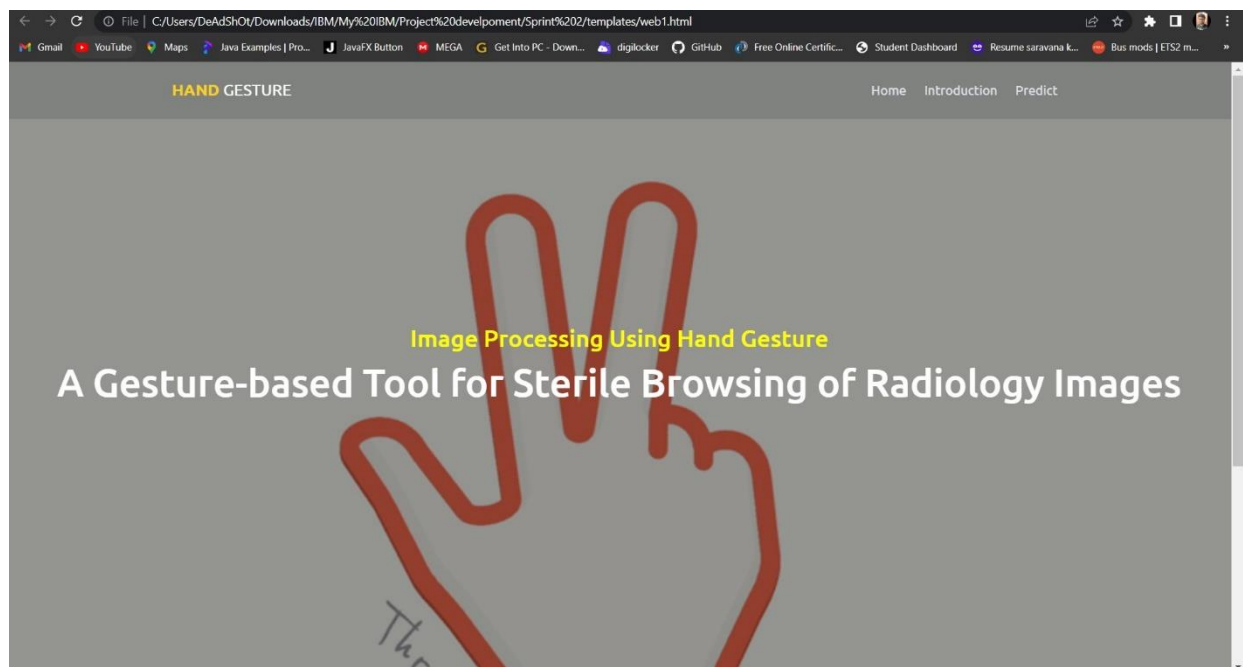 File | C:/Users/DeAdShOt/Downloads/IBM/My%20IBM/Project%20develpoment/Sprint%202/templates/web1.html
Gmail YouTube Maps Java Examples | Pro... JavaFX Button MEGA Get Into PC - Down... digilocker GitHub Free Online Certific... Student Dashboard Resume saravana k... Bus mods | ETS2 m... »
HAND GESTURE Home Introduction Predict
Image Processing Using Hand Gesture
A Gesture-based Tool for Sterile Browsing of Radiology Images